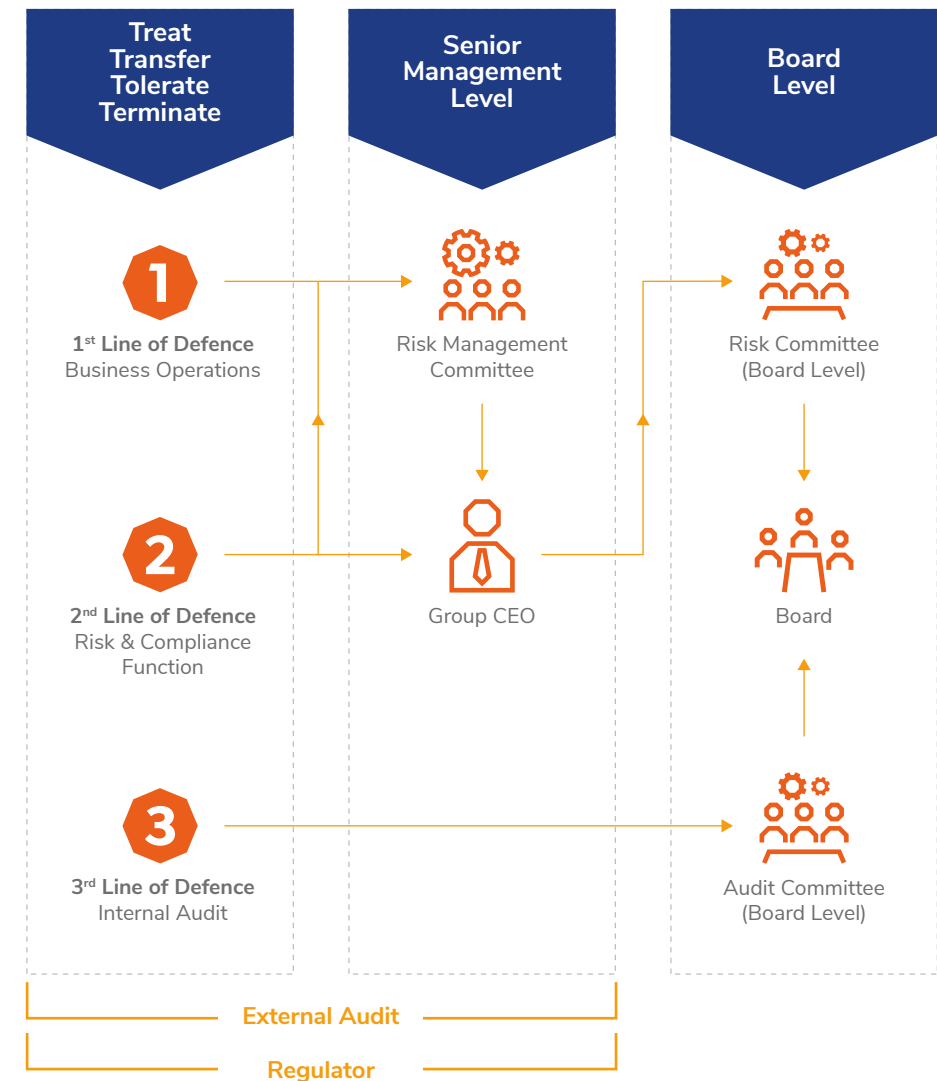 Treat
Transfer
Tolerate
Terminate
Senior
Management
Level
Board
Level
1
1st Line of Defence
Business Operations
Risk Management
Committee
Risk Committee
(Board Level)
2
2nd Line of Defence
Risk & Compliance
Function
Group CEO
Board
3
3rd Line of Defence
Internal Audit
Audit Committee
(Board Level)
External Audit
Regulator